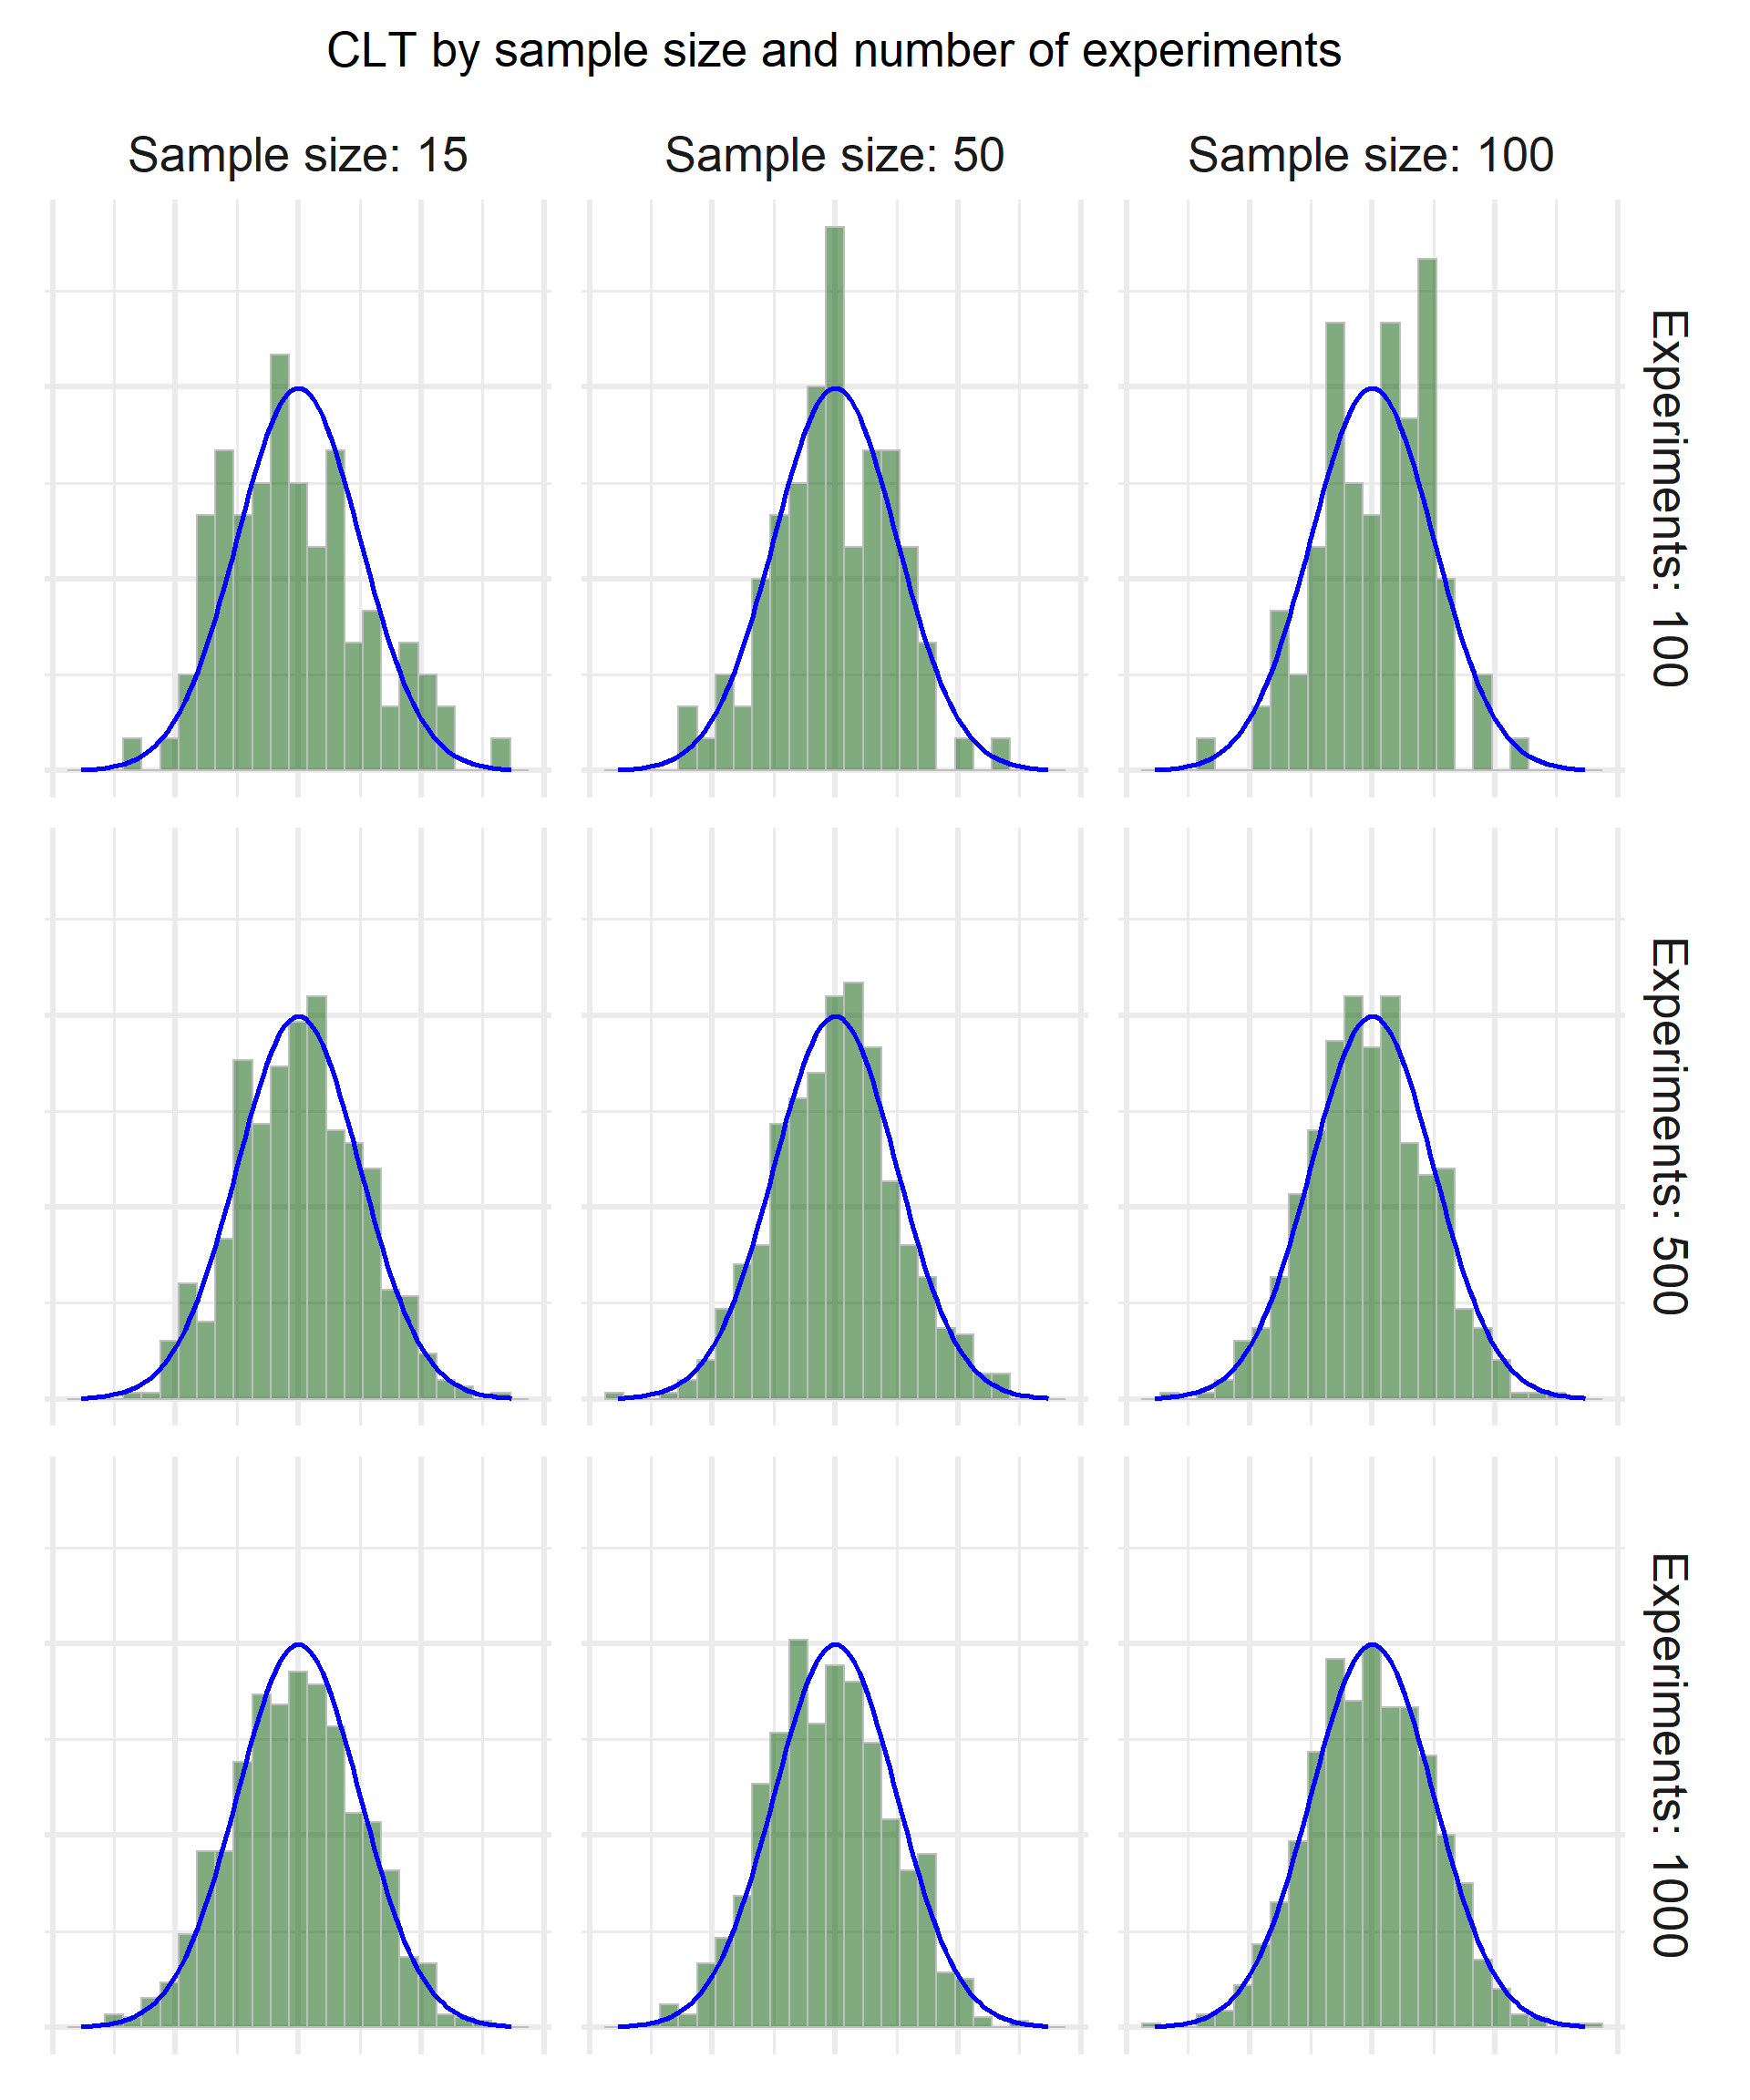 CLT by sample size and number of experiments
Sample size: 15
Sample size: 50
Sample size: 100
Experiments: 100
Experiments: 500
Experiments: 1000